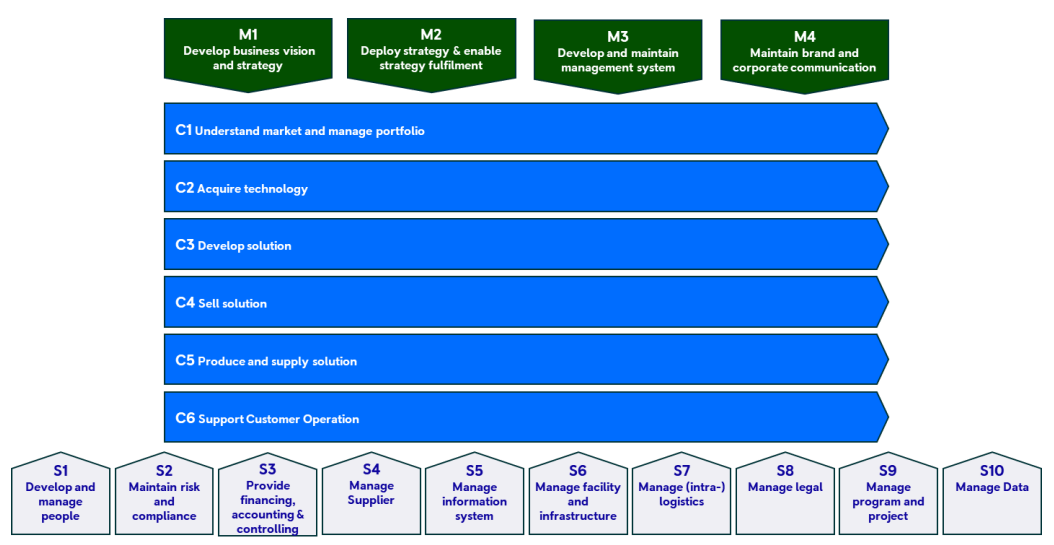 M1
Develop business vision
and strategy
M2
Deploy strategy & enable
strategy fulfilment
M3
Develop and maintain
management system
M4
Maintain brand and
corporate communication
C1 Understand market and manage portfolio
C2 Acquire technology
C3 Develop solution
C4 Sell solution
C5 Produce and supply solution
C6 Support Customer Operation
S1
Develop and
manage
people
S2
Maintain risk
and
compliance
S3
Provide
financing,
accounting &
controlling
S4
Manage
Supplier
S5
Manage
information
system
S6
Manage facility
and
infrastructure
S7
Manage (intra-)
logistics
S8
Manage legal
S9
Manage
program and
project
S10
Manage Data